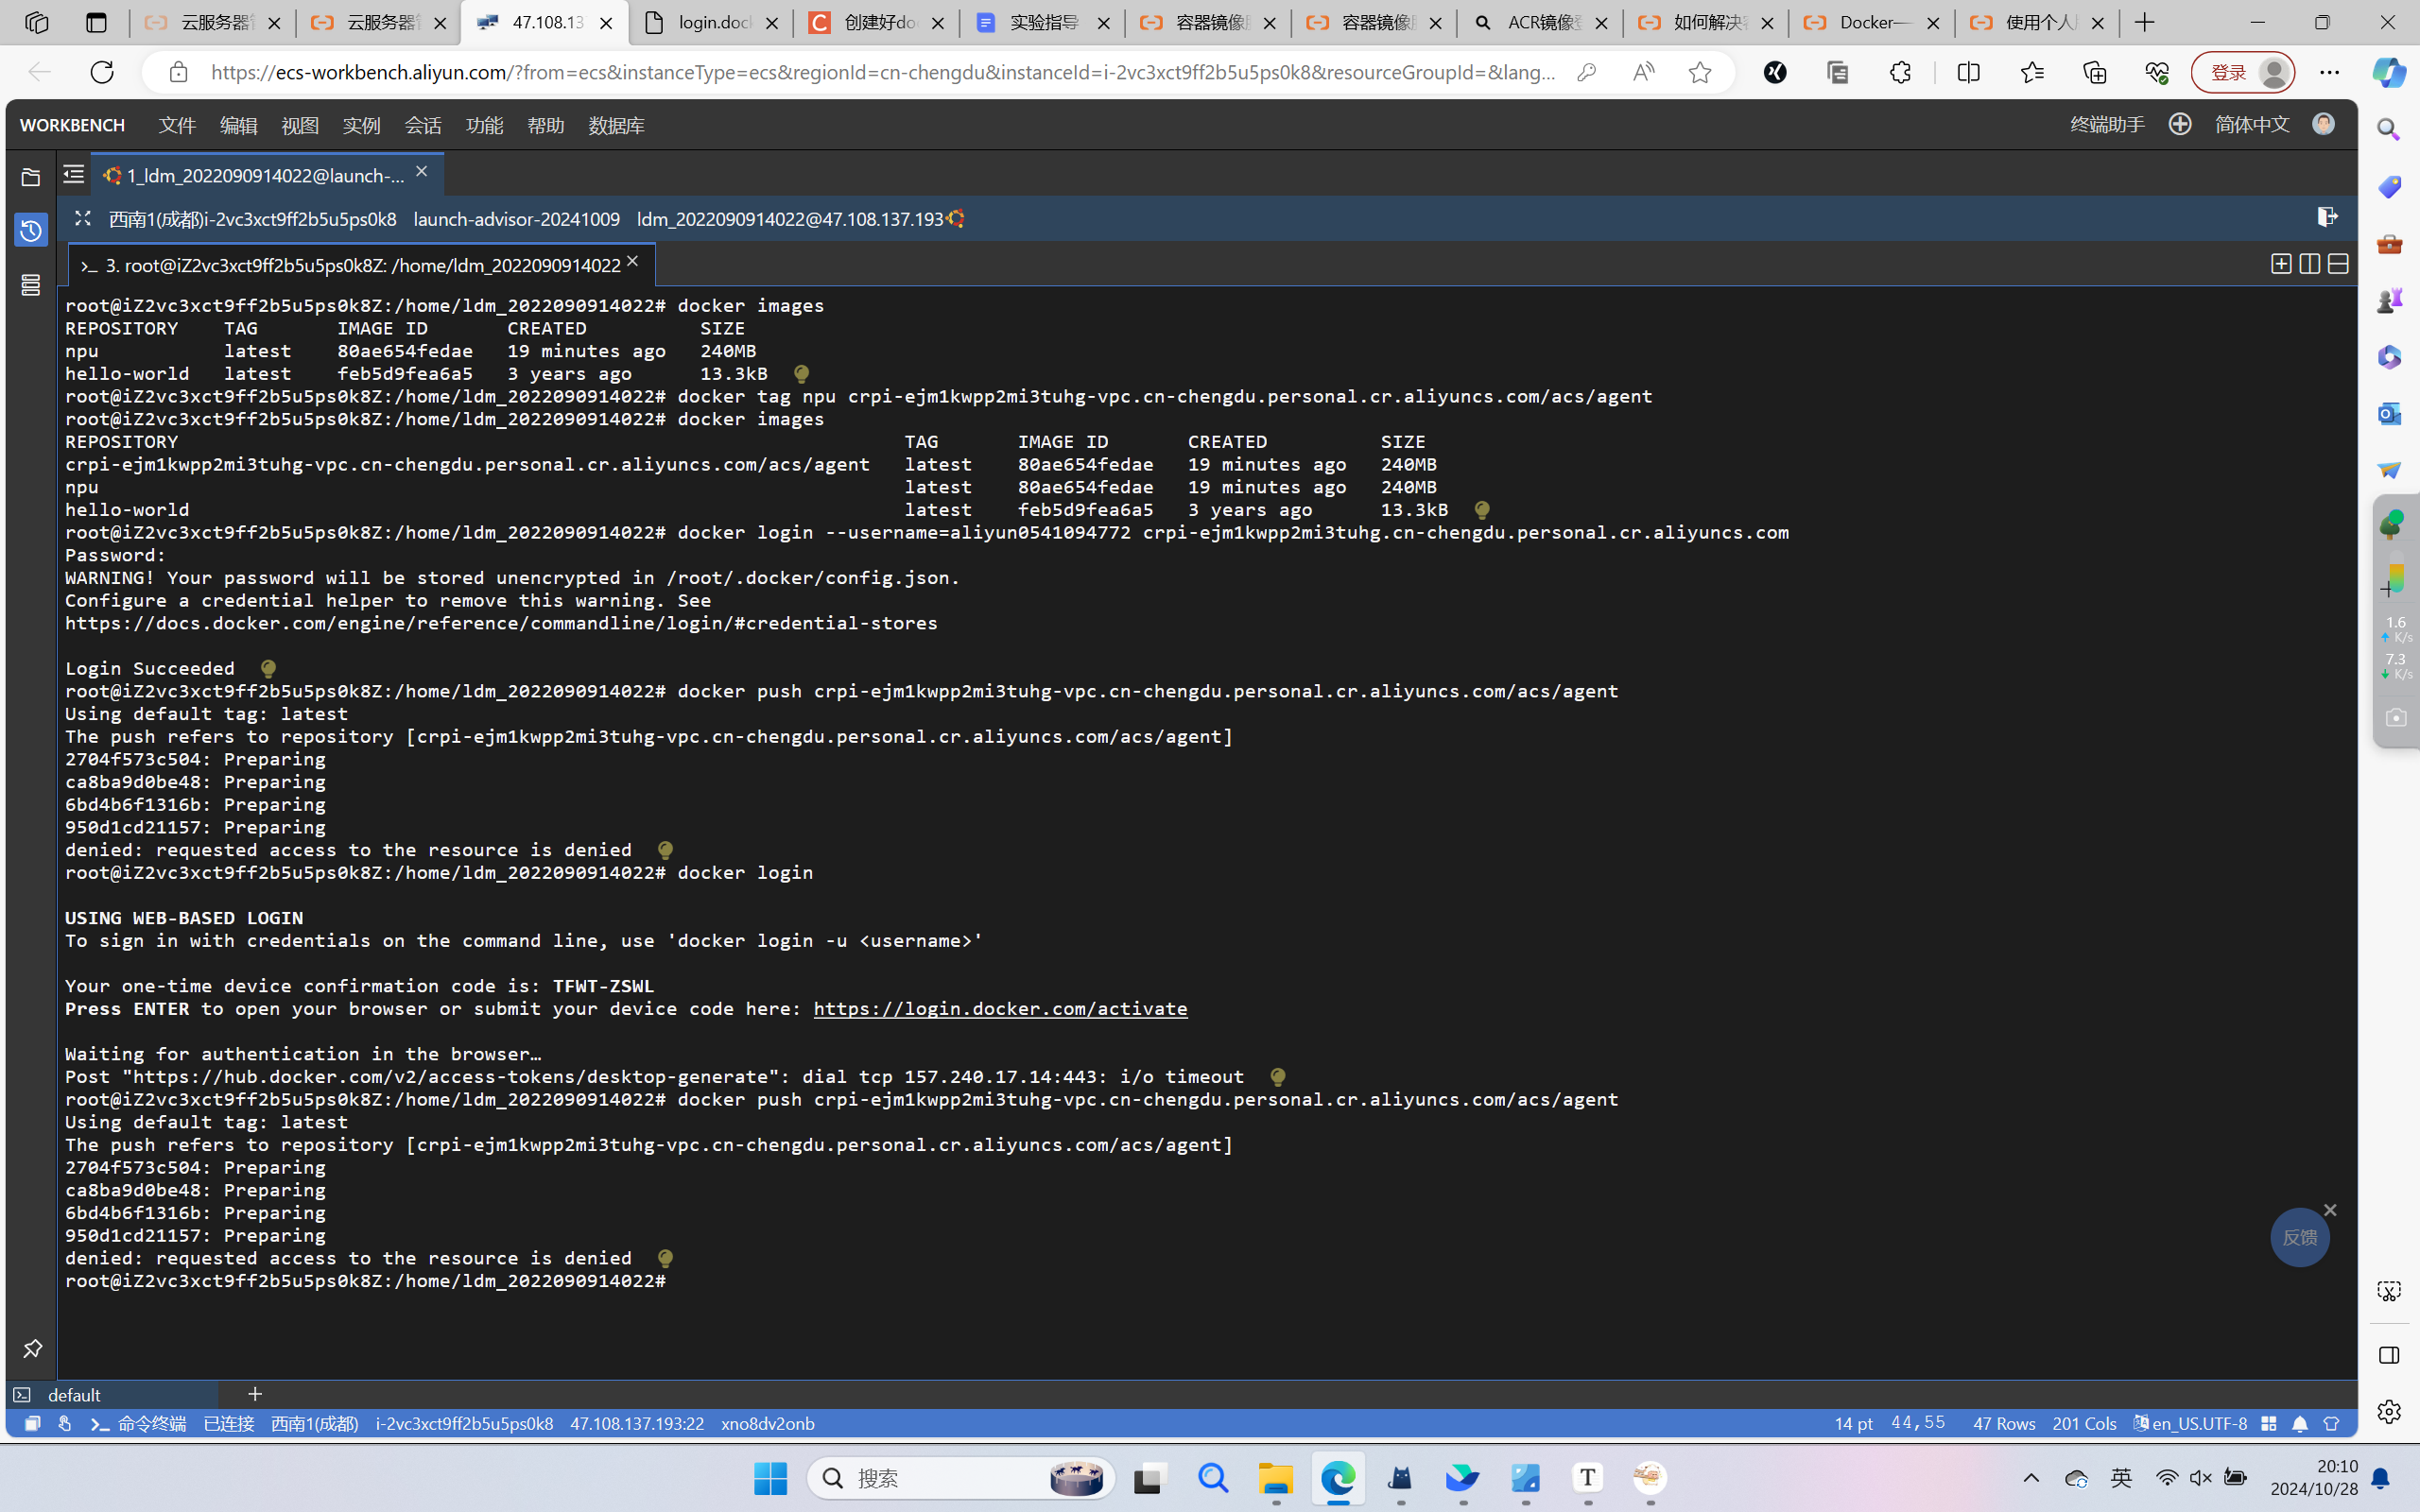 云服务器管
云服务器管
47.108.13
login.doc
创建好do
实验指导
容器镜像服
容器镜像服
ACR镜像
如何解决
Docker—
使用个人
https://ecs-workbench.aliyun.com/?from=ecs&instanceType=ecs&regionId=cn-chengdu&instanceId=i-2vc3xct9ff2b5u5ps0k8&resourceGroupId=&lang...
登录
WORKBENCH 文件 编辑 视图 实例 会话 功能 帮助 数据库 终端助手 简体中文
1_ldm_2022090914022@launch-...
西南1(成都)i-2vc3xct9ff2b5u5ps0k8 launch-advisor-20241009 ldm_2022090914022@47.108.137.193
3. root@iZ2vc3xct9ff2b5u5ps0k8Z: /home/ldm_2022090914022
root@iZ2vc3xct9ff2b5u5ps0k8Z:/home/ldm_2022090914022# docker images
REPOSITORY TAG IMAGE ID CREATED SIZE
npu latest 80ae654fedae 19 minutes ago 240MB
hello-world latest feb5d9fea6a5 3 years ago 13.3kB
root@iZ2vc3xct9ff2b5u5ps0k8Z:/home/ldm_2022090914022# docker tag npu crpi-ejm1kwpp2mi3tuhg-vpc.cn-chengdu.personal.cr.aliyuncs.com/acs/agent
root@iZ2vc3xct9ff2b5u5ps0k8Z:/home/ldm_2022090914022# docker images
REPOSITORY TAG IMAGE ID CREATED SIZE
crpi-ejm1kwpp2mi3tuhg-vpc.cn-chengdu.personal.cr.aliyuncs.com/acs/agent latest 80ae654fedae 19 minutes ago 240MB
npu latest 80ae654fedae 19 minutes ago 240MB
hello-world latest feb5d9fea6a5 3 years ago 13.3kB
root@iZ2vc3xct9ff2b5u5ps0k8Z:/home/ldm_2022090914022# docker login --username=aliyun0541094772 crpi-ejm1kwpp2mi3tuhg.cn-chengdu.personal.cr.aliyuncs.com
Password:
WARNING! Your password will be stored unencrypted in /root/.docker/config.json.
Configure a credential helper to remove this warning. See
https://docs.docker.com/engine/reference/commandline/login/#credential-stores
Login Succeeded
root@iZ2vc3xct9ff2b5u5ps0k8Z:/home/ldm_2022090914022# docker push crpi-ejm1kwpp2mi3tuhg-vpc.cn-chengdu.personal.cr.aliyuncs.com/acs/agent
Using default tag: latest
The push refers to repository [crpi-ejm1kwpp2mi3tuhg-vpc.cn-chengdu.personal.cr.aliyuncs.com/acs/agent]
2704f573c504: Preparing
ca8ba9d0be48: Preparing
6bd4b6f1316b: Preparing
950d1cd21157: Preparing
denied: requested access to the resource is denied
root@iZ2vc3xct9ff2b5u5ps0k8Z:/home/ldm_2022090914022# docker login
USING WEB-BASED LOGIN
To sign in with credentials on the command line, use 'docker login -u <username>'
Your one-time device confirmation code is: TFWT-ZSWL
Press ENTER to open your browser or submit your device code here: https://login.docker.com/activate
Waiting for authentication in the browser…
Post "https://hub.docker.com/v2/access-tokens/desktop-generate": dial tcp 157.240.17.14:443: i/o timeout
root@iZ2vc3xct9ff2b5u5ps0k8Z:/home/ldm_2022090914022# docker push crpi-ejm1kwpp2mi3tuhg-vpc.cn-chengdu.personal.cr.aliyuncs.com/acs/agent
Using default tag: latest
The push refers to repository [crpi-ejm1kwpp2mi3tuhg-vpc.cn-chengdu.personal.cr.aliyuncs.com/acs/agent]
2704f573c504: Preparing
ca8ba9d0be48: Preparing
6bd4b6f1316b: Preparing
950d1cd21157: Preparing
denied: requested access to the resource is denied
root@iZ2vc3xct9ff2b5u5ps0k8Z:/home/ldm_2022090914022#
1.6
K/s
7.3
K/s
反馈
default
命令终端 已连接 西南1(成都) i-2vc3xct9ff2b5u5ps0k8 47.108.137.193:22 xno8dv2onb 14 pt 44,55 47 Rows 201 Cols en_US.UTF-8
搜索
英
20:10
2024/10/28